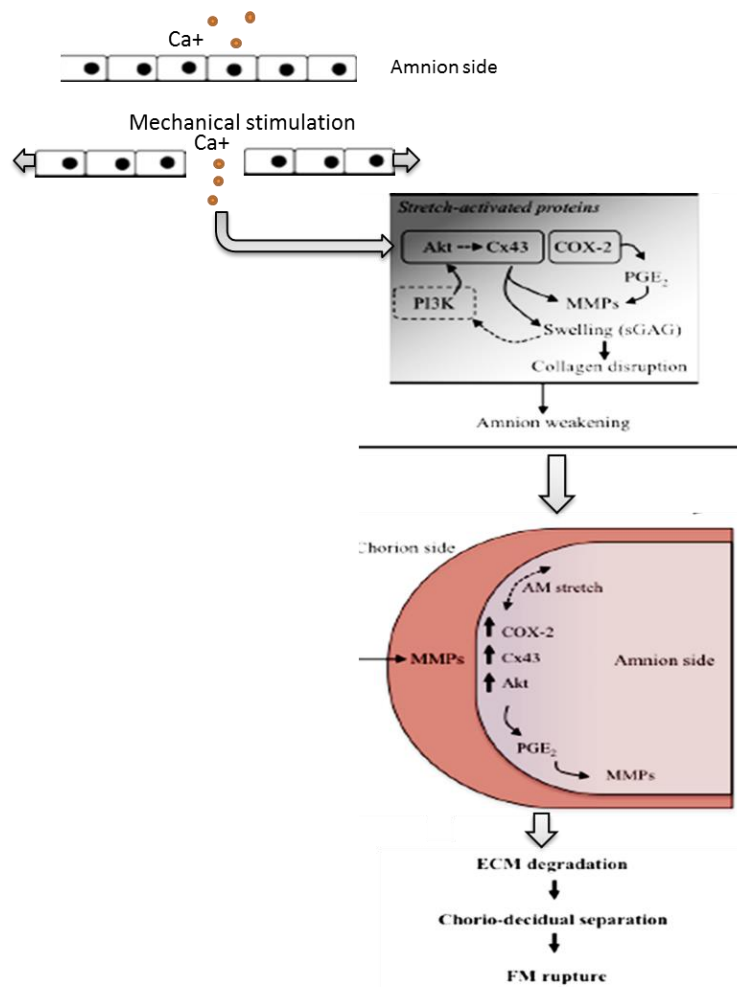 Ca+
Amnion side
Mechanical stimulation
Ca+
Stretch-activated proteins
Akt Cx43 COX-2
PGE2
PI3K MMPs
Swelling (sGAG)
Collagen disruption
Amnion weakening
Chorion side
AM stretch
COX-2
MMPs Cx43 Amnion side
Akt
PGE2
MMPs
ECM degradation
Chorio-decidual separation
FM rupture